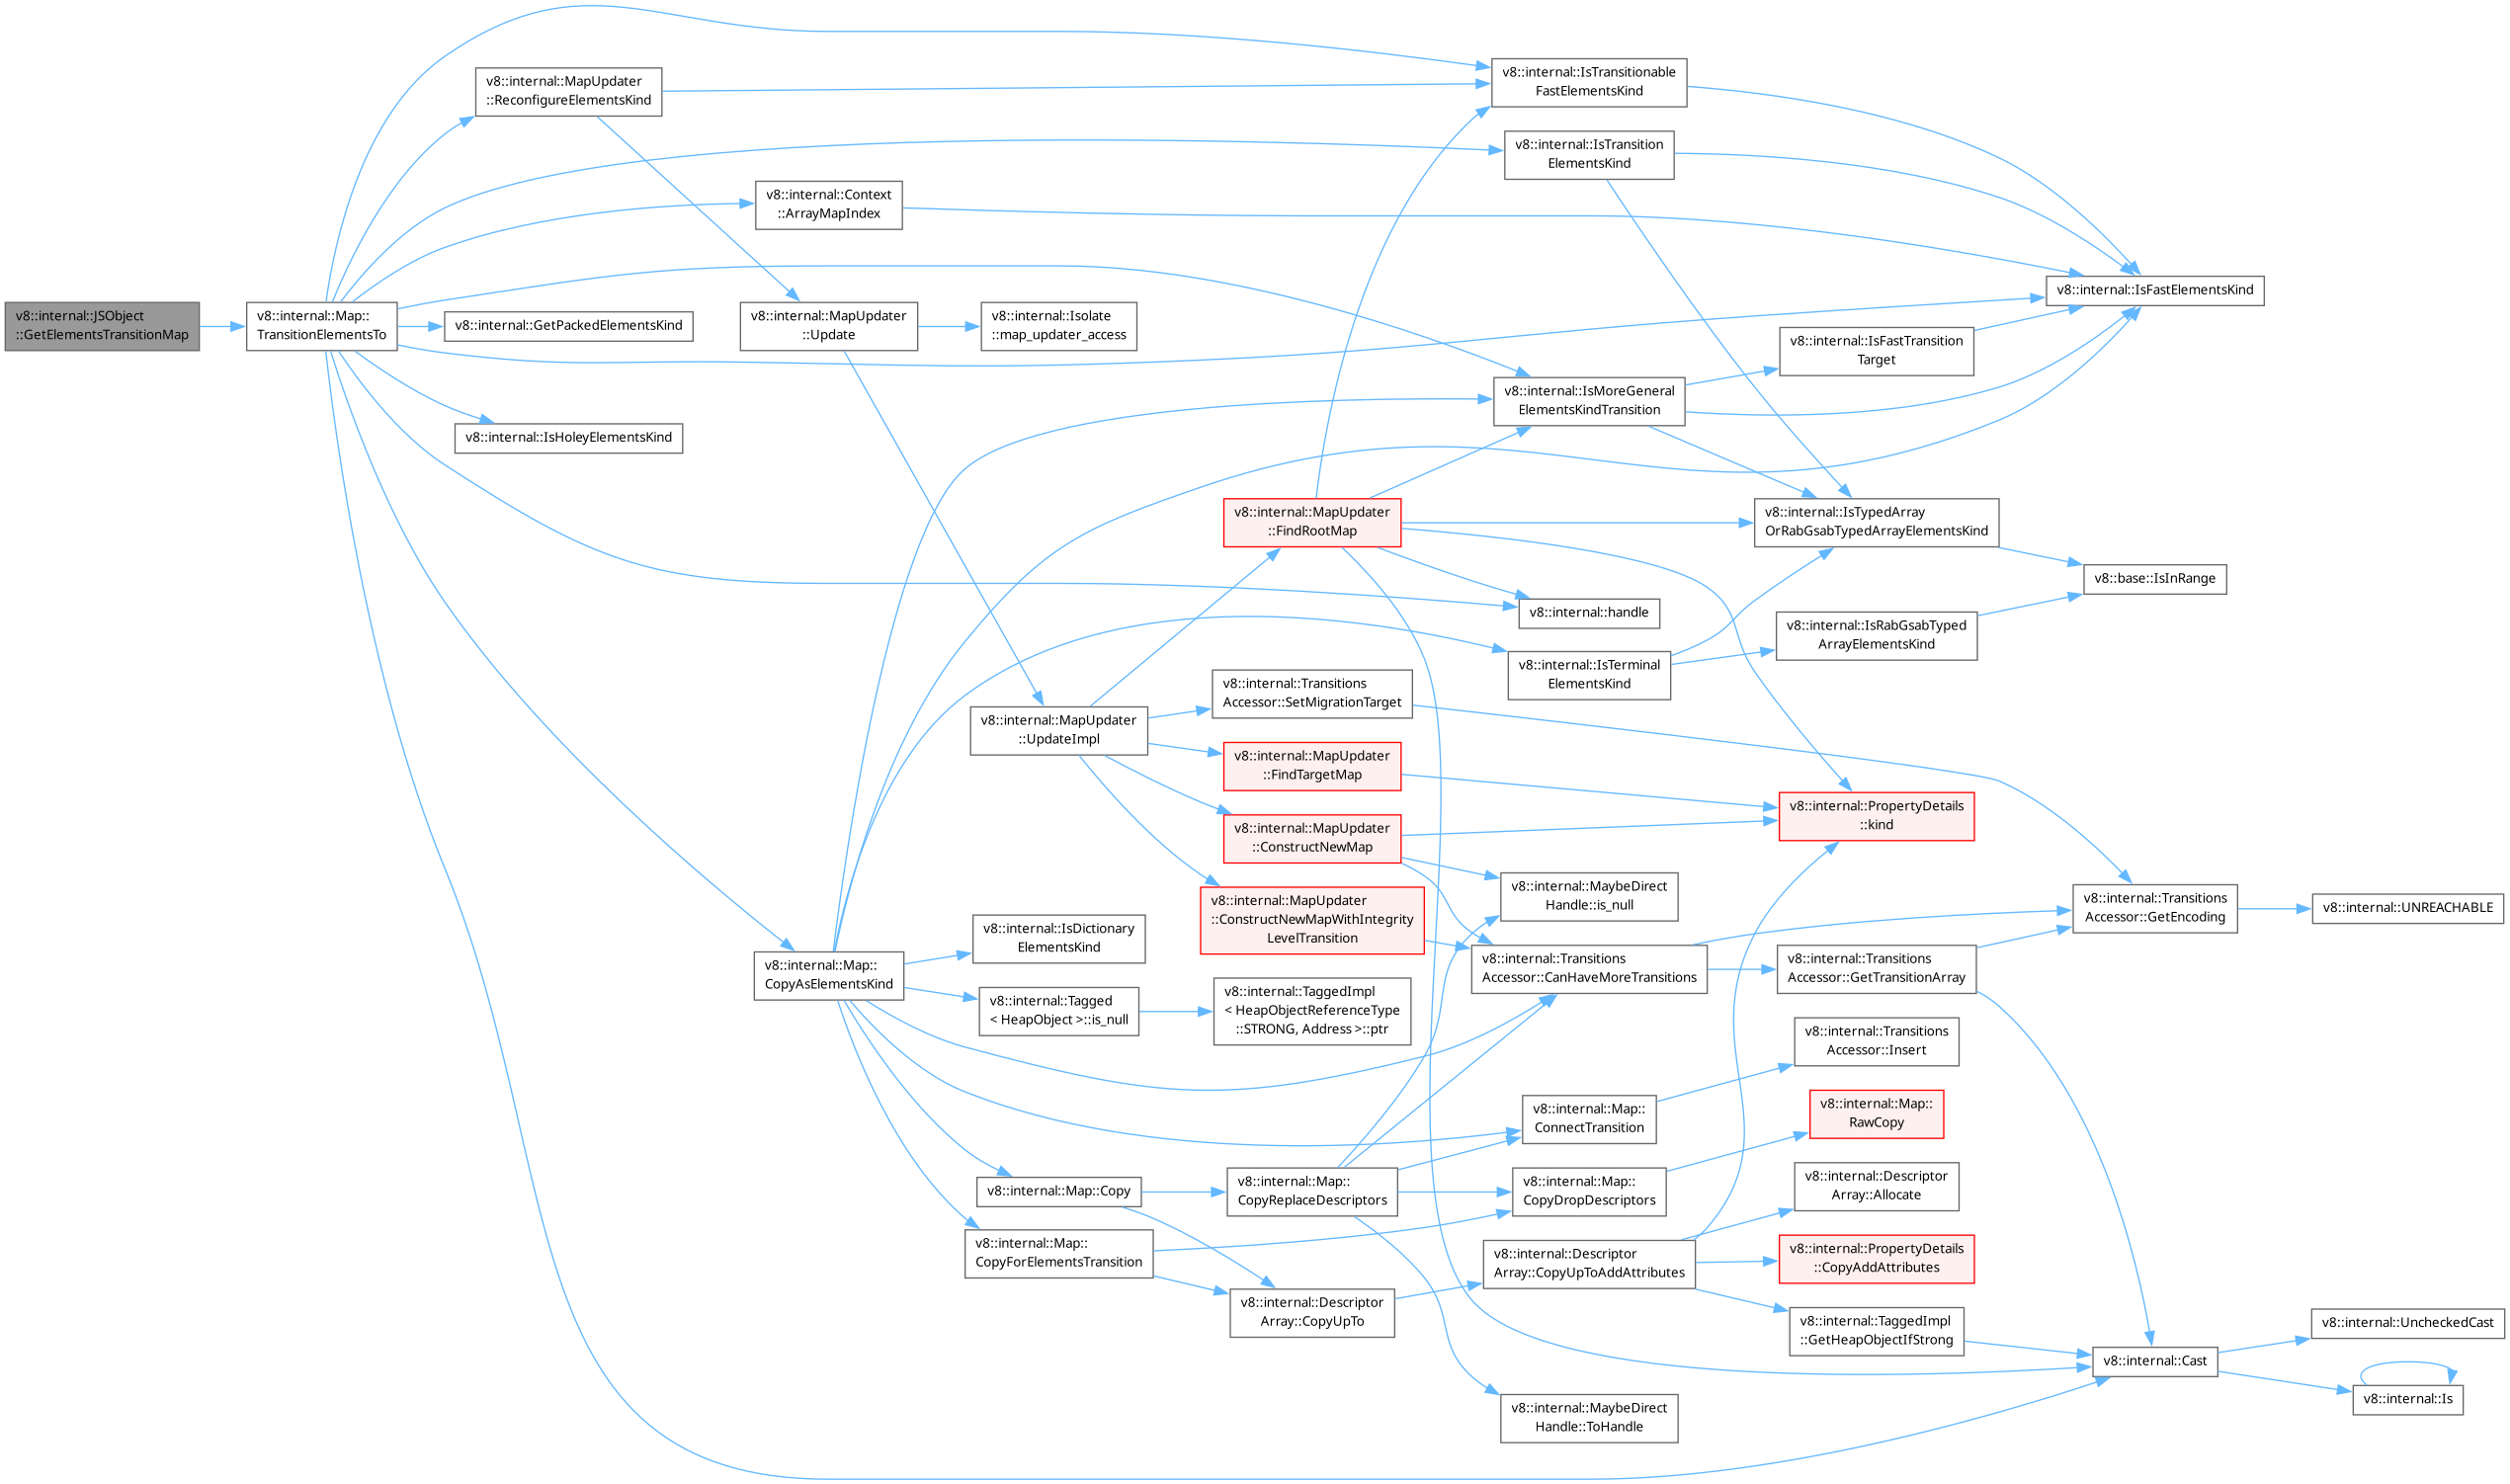 v8::internal::JSObject
::GetElementsTransitionMap
v8::internal::Map::
TransitionElementsTo
v8::internal::MapUpdater
::ReconfigureElementsKind
v8::internal::GetPackedElementsKind
v8::internal::IsHoleyElementsKind
v8::internal::Context
::ArrayMapIndex
v8::internal::MapUpdater
::Update
v8::internal::Map::
CopyAsElementsKind
v8::internal::Isolate
::map_updater_access
v8::internal::MapUpdater
::UpdateImpl
v8::internal::IsDictionary
ElementsKind
v8::internal::Tagged
< HeapObject >::is_null
v8::internal::Map::Copy
v8::internal::Map::
CopyForElementsTransition
v8::internal::MapUpdater
::FindRootMap
v8::internal::Transitions
Accessor::SetMigrationTarget
v8::internal::MapUpdater
::FindTargetMap
v8::internal::MapUpdater
::ConstructNewMap
v8::internal::MapUpdater
::ConstructNewMapWithIntegrity
LevelTransition
v8::internal::TaggedImpl
< HeapObjectReferenceType
::STRONG, Address >::ptr
v8::internal::Map::
CopyReplaceDescriptors
v8::internal::Descriptor
Array::CopyUpTo
v8::internal::IsTransitionable
FastElementsKind
v8::internal::IsTransition
ElementsKind
v8::internal::IsMoreGeneral
ElementsKindTransition
v8::internal::handle
v8::internal::IsTerminal
ElementsKind
v8::internal::MaybeDirect
Handle::is_null
v8::internal::Transitions
Accessor::CanHaveMoreTransitions
v8::internal::Map::
ConnectTransition
v8::internal::Map::
CopyDropDescriptors
v8::internal::Descriptor
Array::CopyUpToAddAttributes
v8::internal::MaybeDirect
Handle::ToHandle
v8::internal::IsFastTransition
Target
v8::internal::IsTypedArray
OrRabGsabTypedArrayElementsKind
v8::internal::IsRabGsabTyped
ArrayElementsKind
v8::internal::PropertyDetails
::kind
v8::internal::Transitions
Accessor::GetTransitionArray
v8::internal::Transitions
Accessor::Insert
v8::internal::Map::
RawCopy
v8::internal::Descriptor
Array::Allocate
v8::internal::PropertyDetails
::CopyAddAttributes
v8::internal::TaggedImpl
::GetHeapObjectIfStrong
v8::internal::IsFastElementsKind
v8::base::IsInRange
v8::internal::Transitions
Accessor::GetEncoding
v8::internal::Cast
v8::internal::UNREACHABLE
v8::internal::UncheckedCast
v8::internal::Is